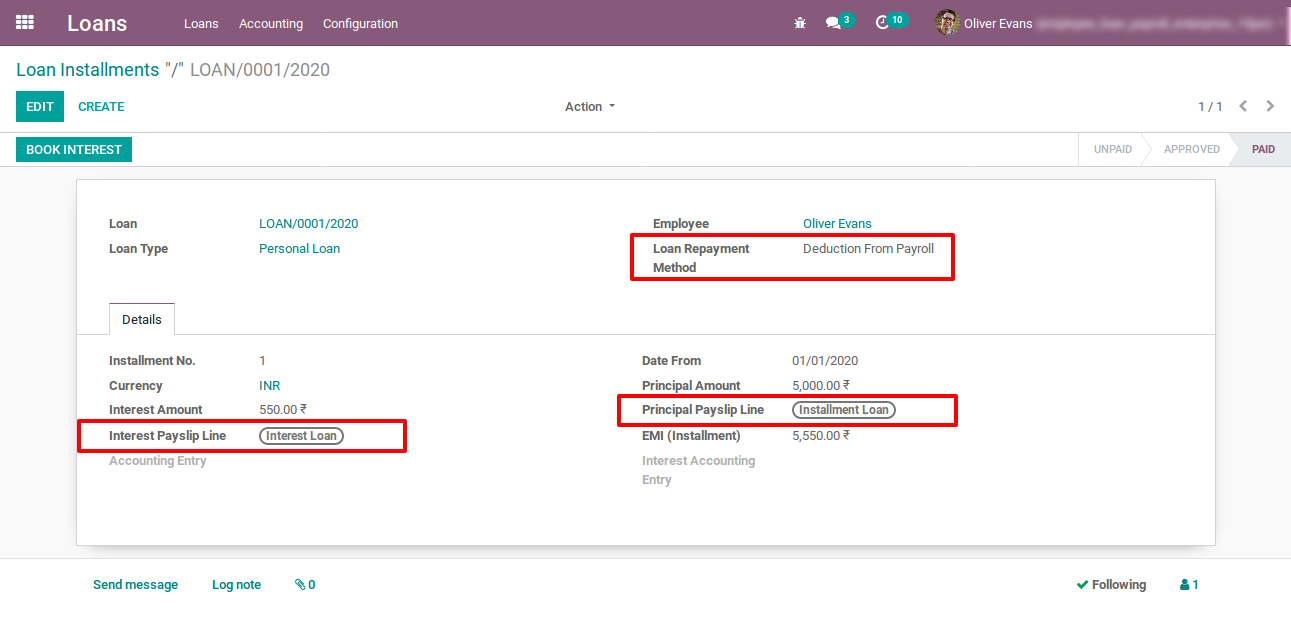 Loans Loans Accounting Configuration 3 10 Oliver Evans
Loan Installments "/" LOAN/0001/2020
EDIT CREATE Action 1 / 1
BOOK INTEREST UNPAID APPROVED PAID
Loan LOAN/0001/2020 Employee Oliver Evans
Loan Type Personal Loan Loan Repayment Deduction From Payroll
Method
Details
Installment No. 1 Date From 01/01/2020
Currency INR Principal Amount 5,000.00 ₹
Interest Amount 550.00 ₹ Principal Payslip Line Installment Loan
Interest Payslip Line Interest Loan EMI (Installment) 5,550.00 ₹
Accounting Entry Interest Accounting
Entry
Send message Log note 0 Following 1